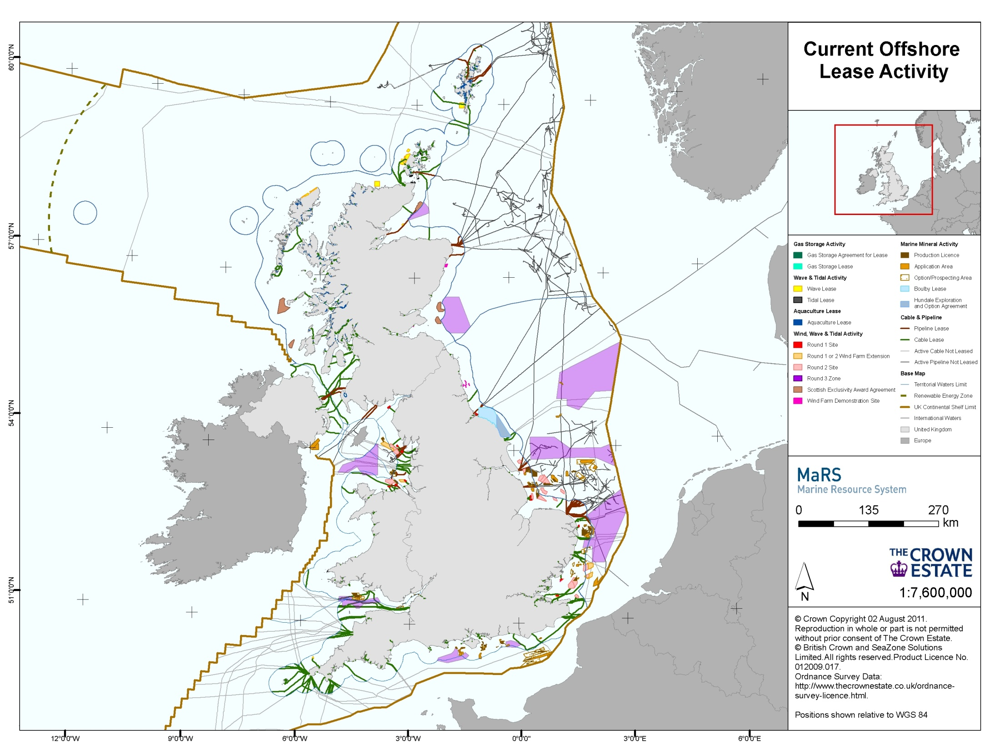 Current Offshore
Lease Activity
60°0'0"N
57°0'0"N
54°0'0"N
51°0'0"N
12°0'0"W
9°0'0"W
6°0'0"W
3°0'0"W
0°0'0"
3°0'0"E
6°0'0"E
Gas Storage Activity
Gas Storage Agreement for Lease
Gas Storage Lease
Wave & Tidal Activity
Wave Lease
Tidal Lease
Aquaculture Lease
Aquaculture Lease
Wind, Wave & Tidal Activity
Round 1 Site
Round 1 or 2 Wind Farm Extension
Round 2 Site
Round 3 Zone
Scottish Exclusivity Award Agreement
Wind Farm Demonstration Site
Marine Mineral Activity
Production Licence
Application Area
Option/Prospecting Area
Boulby Lease
Hundale Exploration
and Option Agreement
Cable & Pipeline
Pipeline Lease
Cable Lease
Active Cable Not Leased
Active Pipeline Not Leased
Base Map
Territorial Waters Limit
Renewable Energy Zone
UK Continental Shelf Limit
International Waters
United Kingdom
Europe
MaRS
Marine Resource System
0 135 270
km
THE CROWN
ESTATE
N
1:7,600,000
© Crown Copyright 02 August 2011.
Reproduction in whole or part is not permitted
without prior consent of The Crown Estate.
© British Crown and SeaZone Solutions
Limited.All rights reserved.Product Licence No.
012009.017.
Ordnance Survey Data:
http://www.thecrownestate.co.uk/ordnance-
survey-licence.html.
Positions shown relative to WGS 84